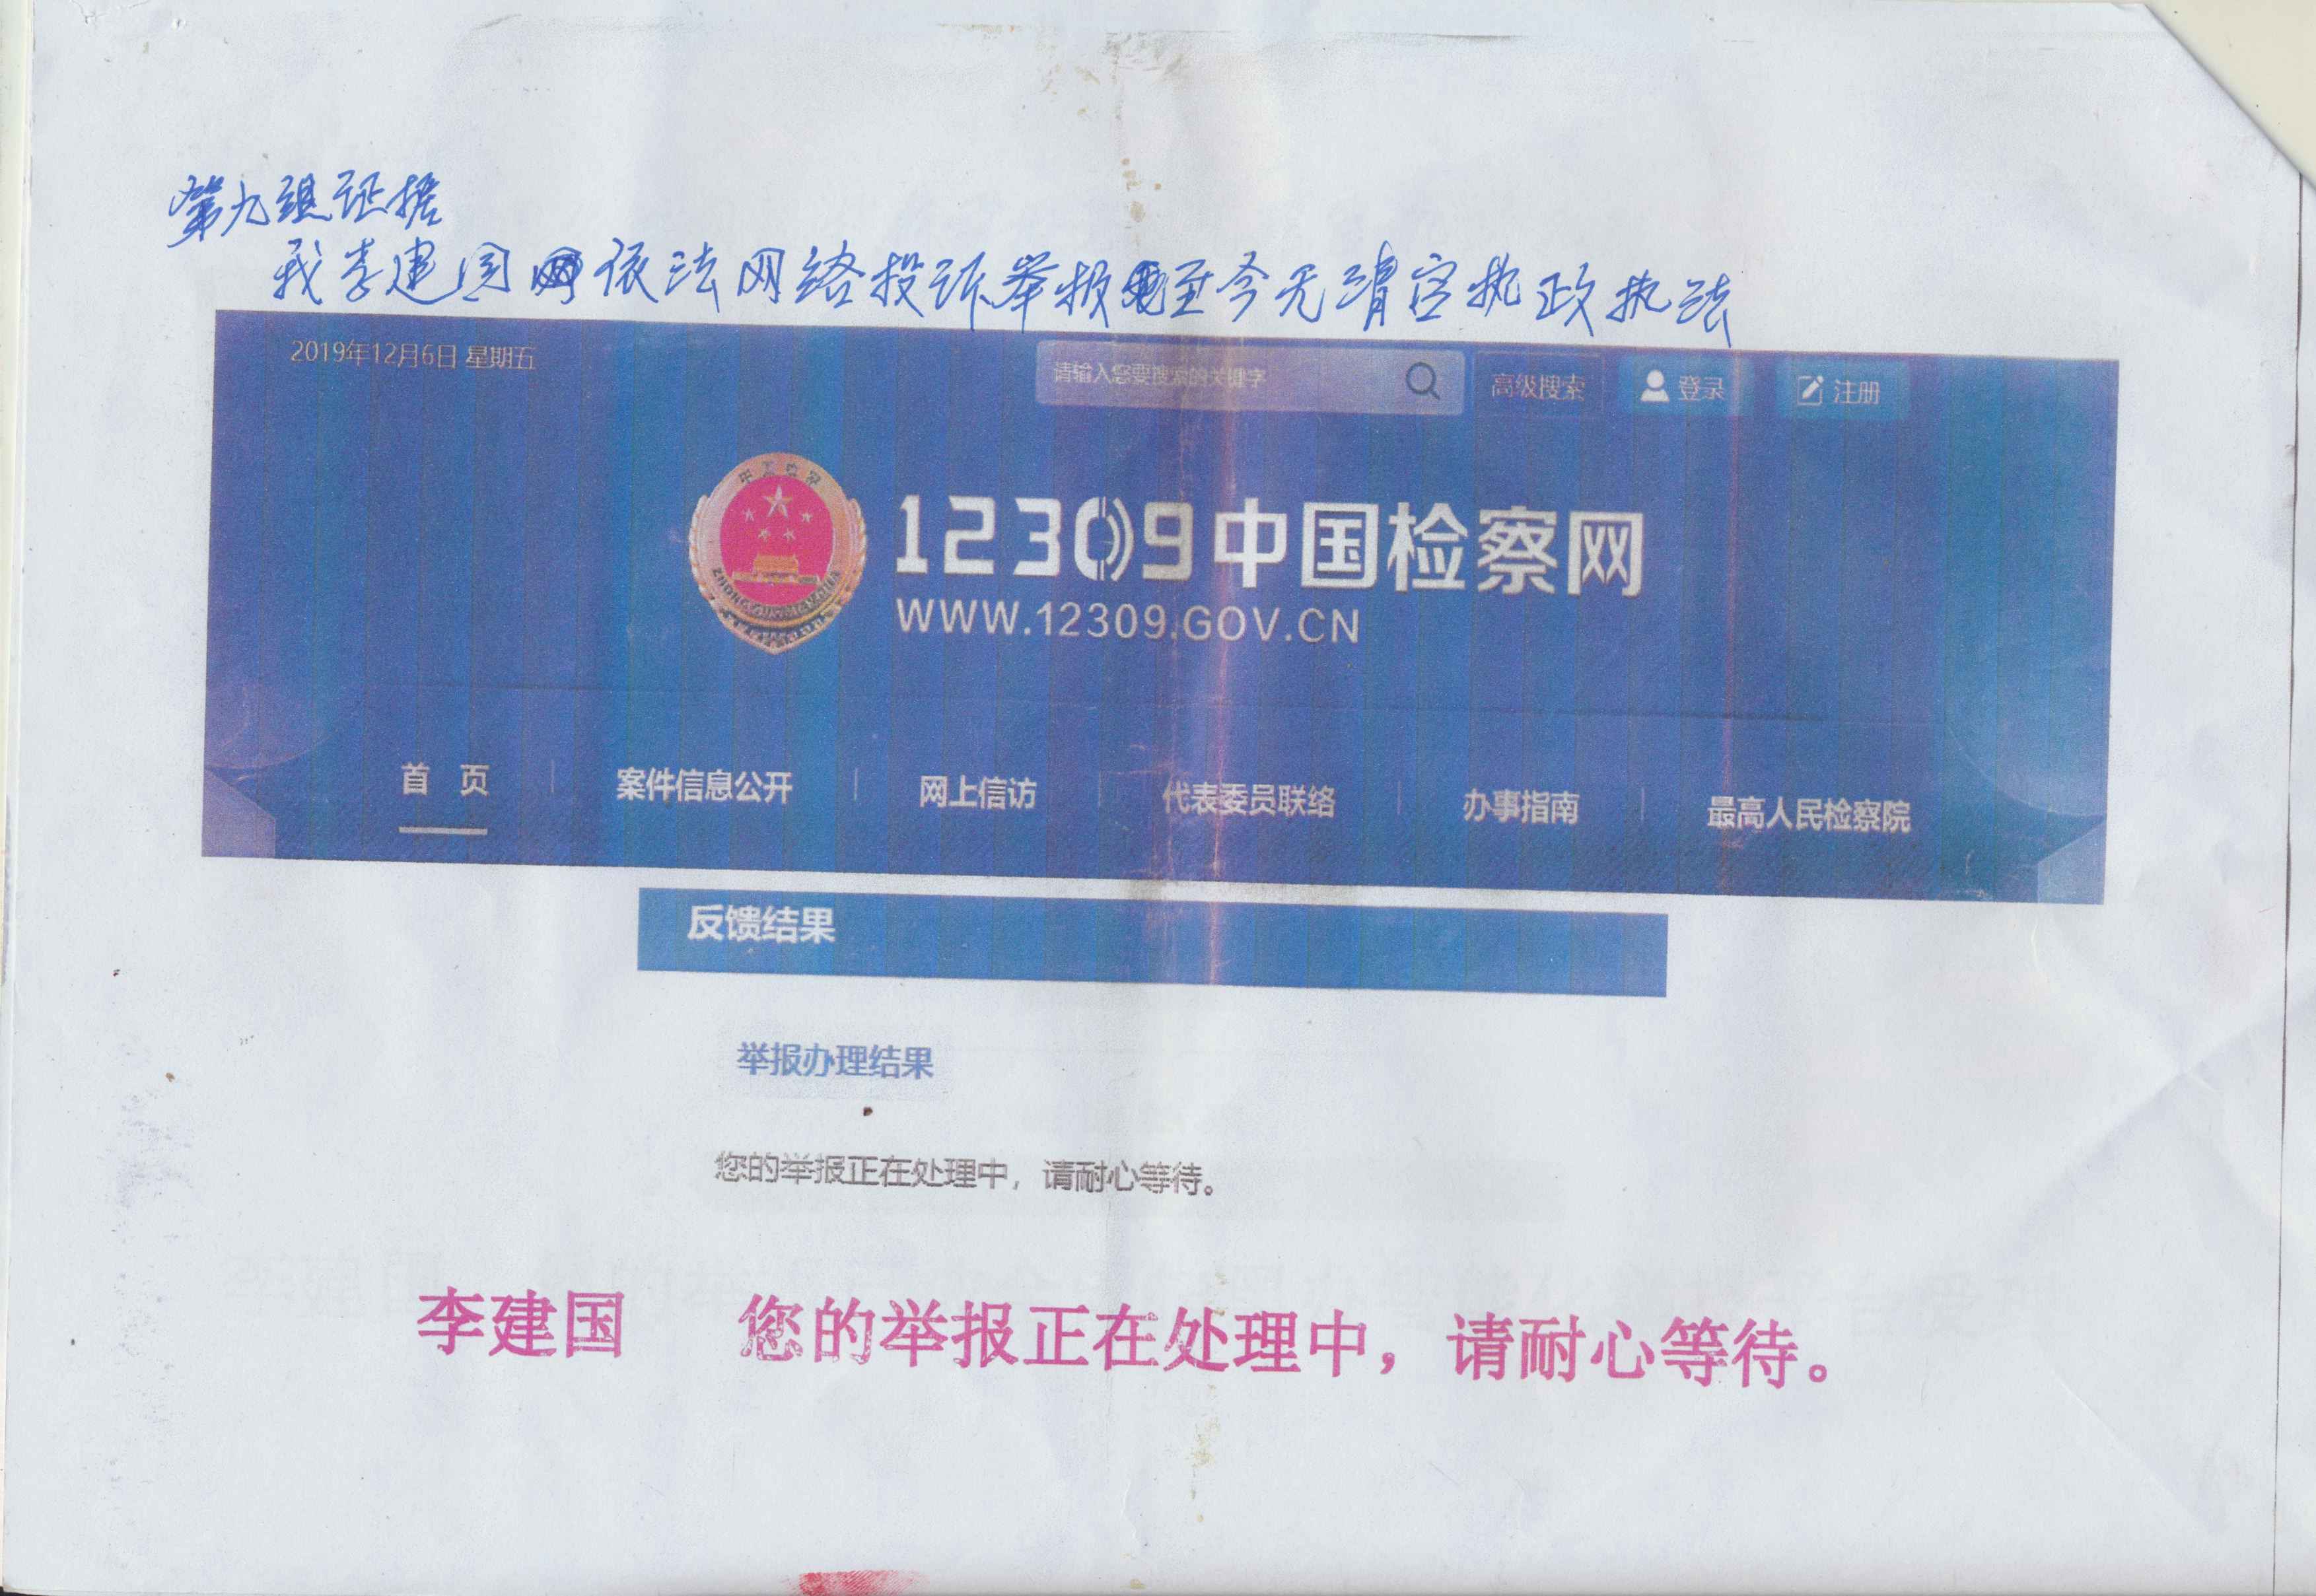 第九组证据
我李建国依法网络投诉举报至今无清官执政执法
2019年12月6日 星期五
请输入您要搜索的关键字
高级搜索
登录
注册
中检察
12309中国检察网
WWW.12309.GOV.CN
首 页
案件信息公开
网上信访
代表委员联络
办事指南
最高人民检察院
反馈结果
举报办理结果
您的举报正在处理中，请耐心等待。
李建国 您的举报正在处理中，请耐心等待。